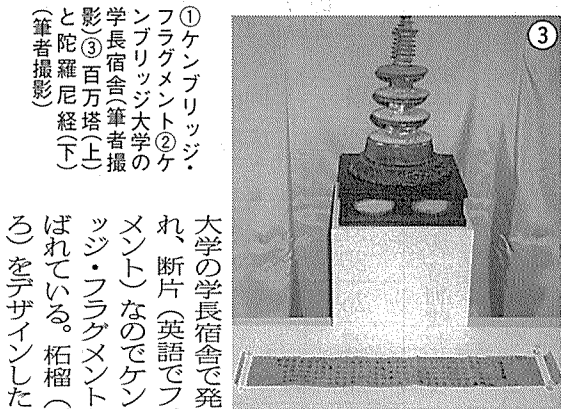 ①ケンブリッジ・
フラグメント②ケ
ンブリッジ大学の
学長宿舎(筆者撮
影)③百万塔(上)
と陀羅尼経(下)
(筆者撮影)
③
大学の学長宿舎で発
れ、断片(英語でフ
メント)なのでケン
ッジ・フラグメント
ばれている。柘榴(
ろ)をデザインした